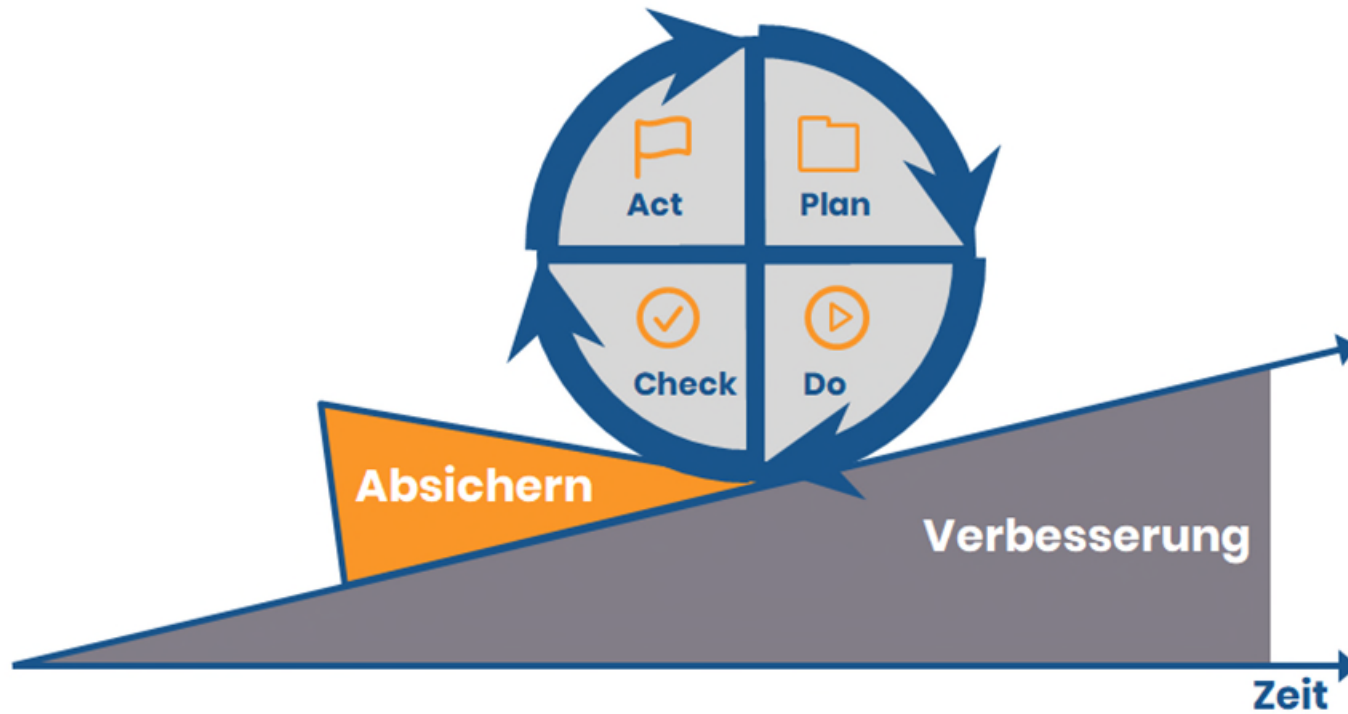 Act
Plan
Check
Do
Absichern
Verbesserung
Zeit